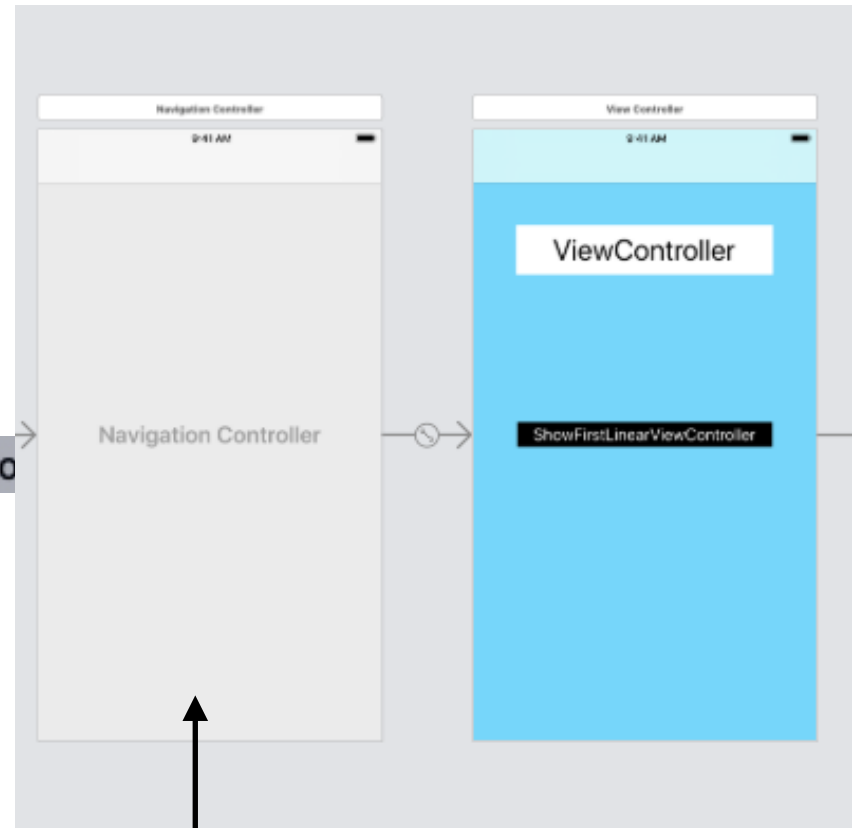 Navigation Controller
View Controller
9:41 AM
9:41 AM
ViewController
Navigation Controller
ShowFirstLinearViewController